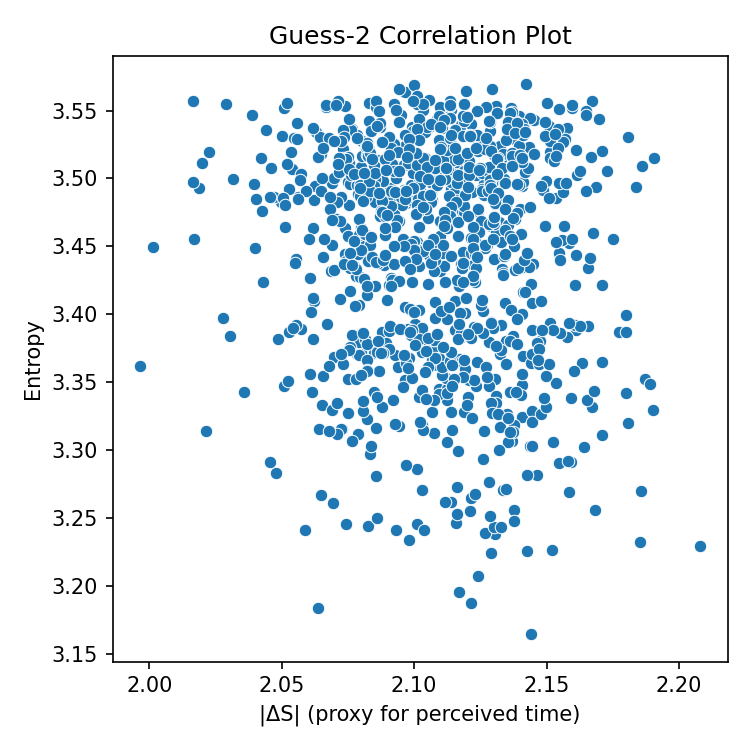 Guess-2 Correlation Plot
3.55
3.50
3.45
3.40
3.35
3.30
3.25
3.20
3.15
Entropy
2.00 2.05 2.10 2.15 2.20
|ΔS| (proxy for perceived time)